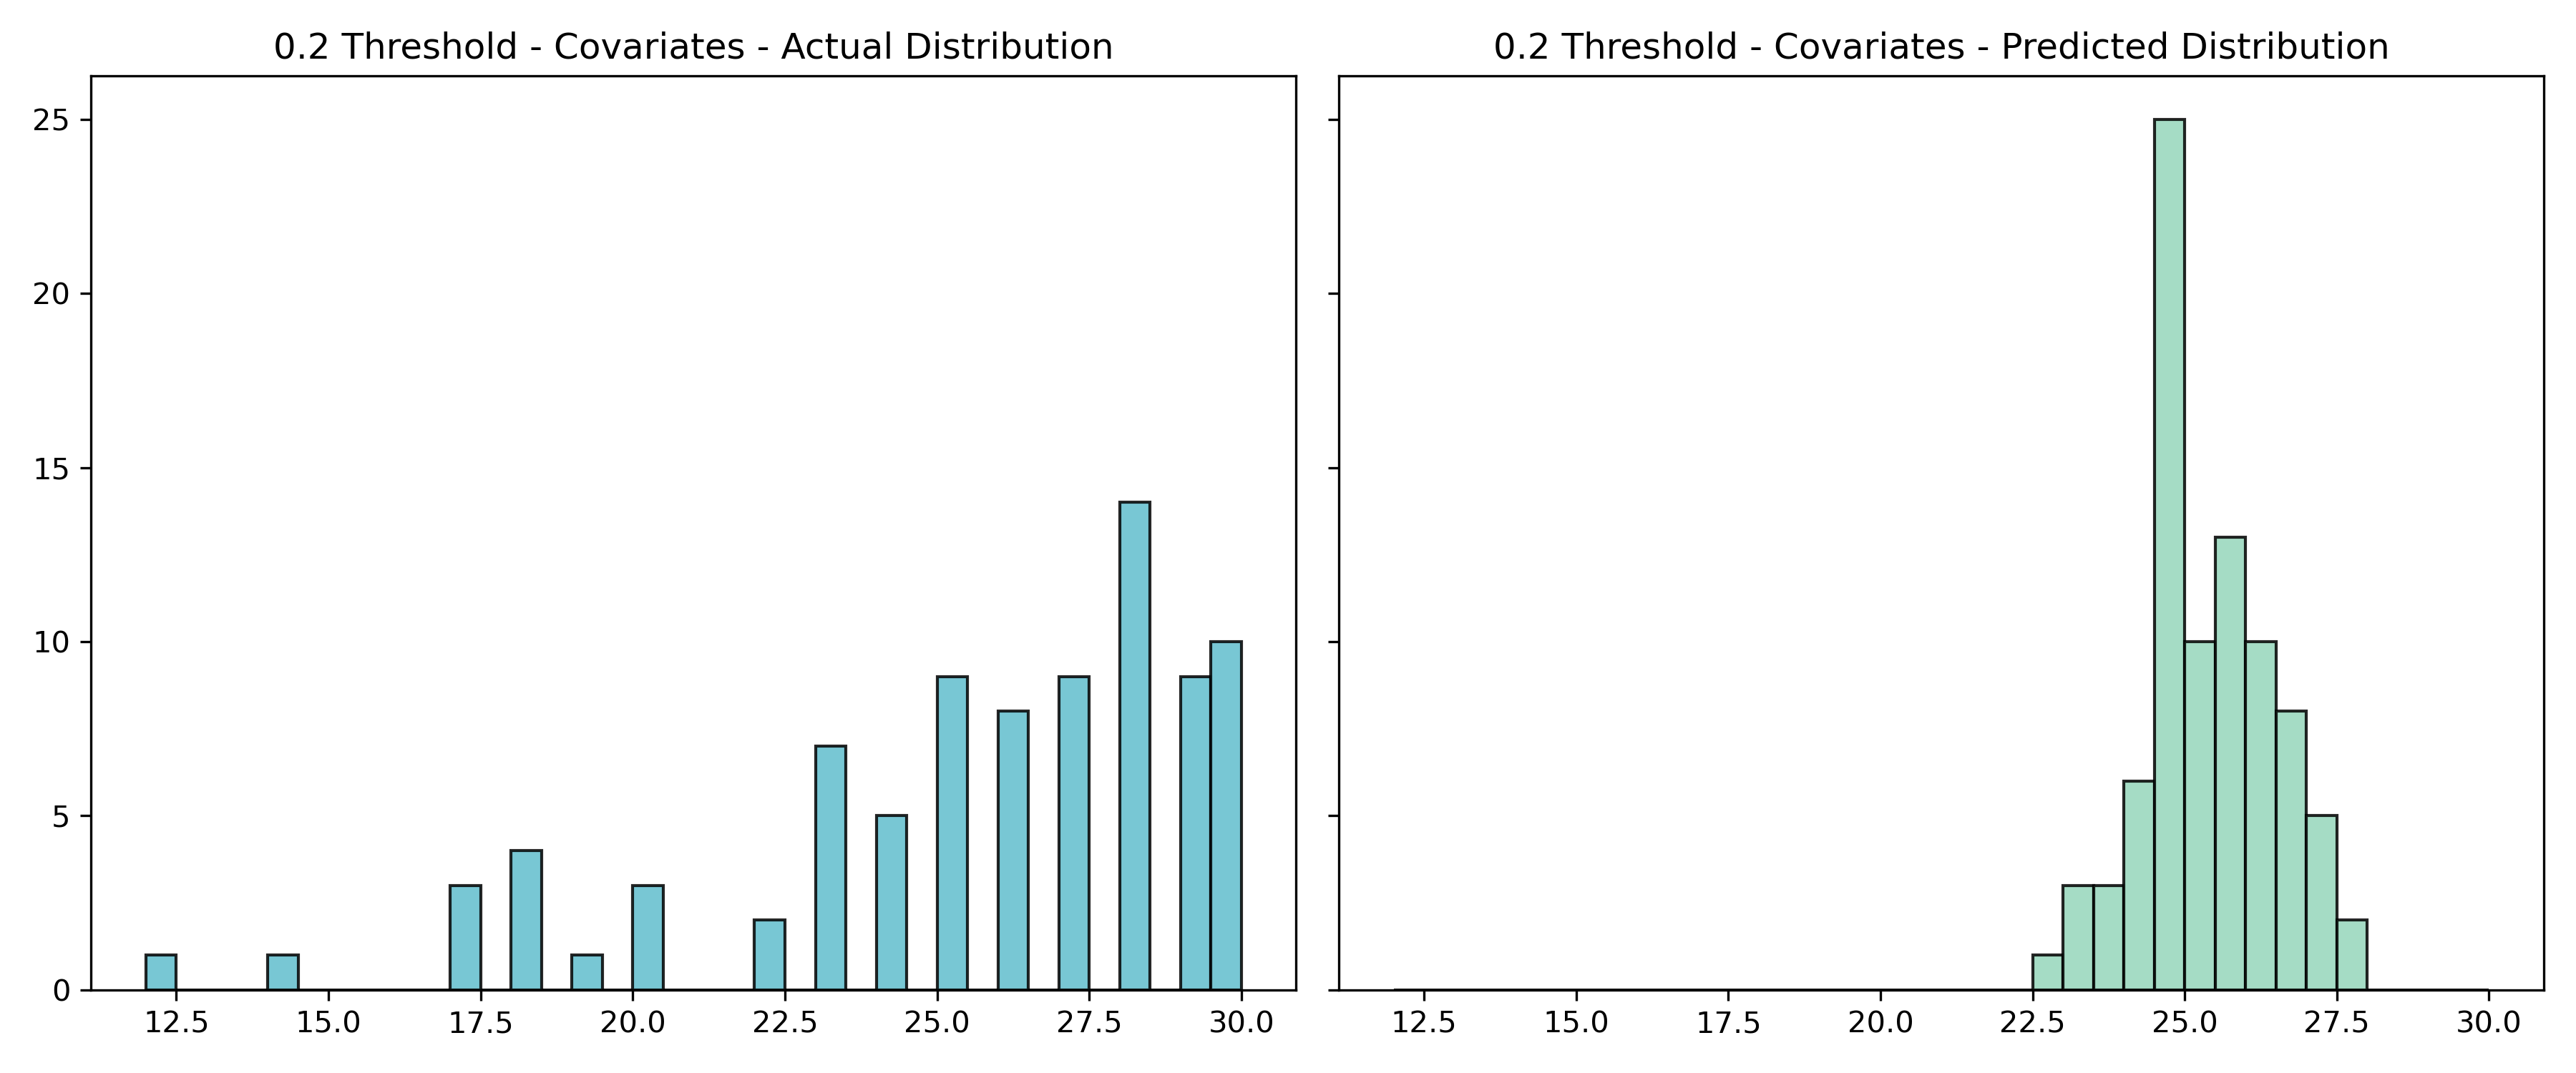 0.2 Threshold - Covariates - Actual Distribution
0.2 Threshold - Covariates - Predicted Distribution
25
20
15
10
5
0
12.5 15.0 17.5 20.0 22.5 25.0 27.5 30.0
12.5 15.0 17.5 20.0 22.5 25.0 27.5 30.0